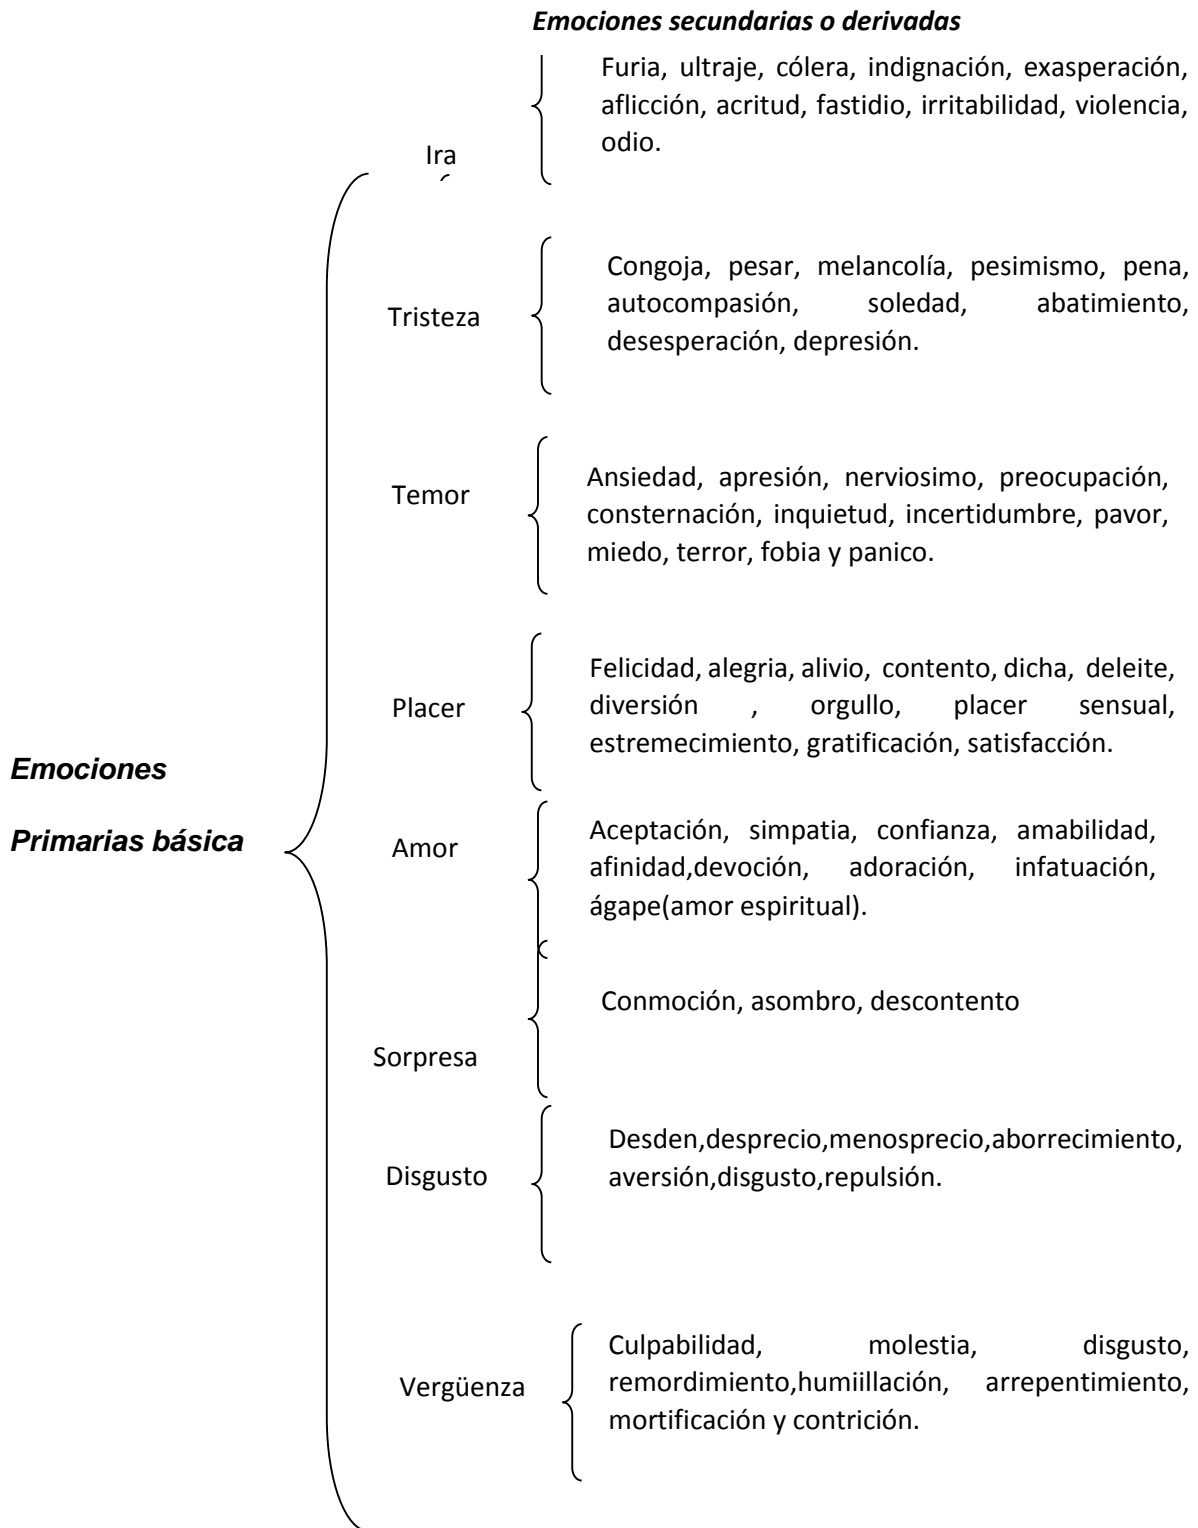 Emociones secundarias o derivadas
Furia, ultraje, cólera, indignación, exasperación,
aflicción, acritud, fastidio, irritabilidad, violencia,
odio.
Ira
Congoja, pesar, melancolía, pesimismo, pena,
autocompasión, soledad, abatimiento,
desesperación, depresión.
Tristeza
Ansiedad, apresión, nerviosimo, preocupación,
consternación, inquietud, incertidumbre, pavor,
miedo, terror, fobia y panico.
Temor
Felicidad, alegria, alivio, contento, dicha, deleite,
diversión , orgullo, placer sensual,
estremecimiento, gratificación, satisfacción.
Placer
Emociones
Primarias básica
Amor
Aceptación, simpatia, confianza, amabilidad,
afinidad,devoción, adoración, infatuación,
ágape(amor espiritual).
Conmoción, asombro, descontento
Sorpresa
Desden,desprecio,menosprecio,aborrecimiento,
aversión,disgusto,repulsión.
Disgusto
Culpabilidad, molestia, disgusto,
remordimiento,humiillación, arrepentimiento,
mortificación y contrición.
Vergüenza